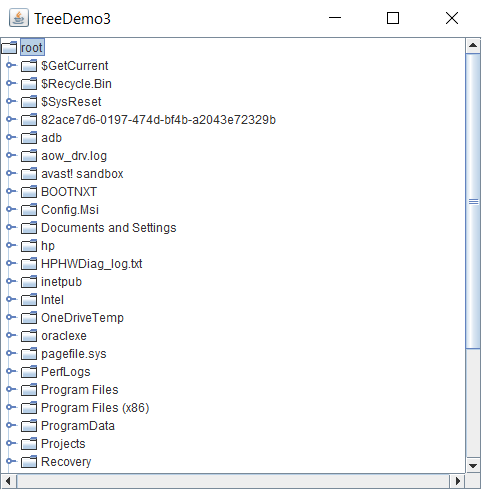 TreeDemo3
root
$GetCurrent
$Recycle.Bin
$SysReset
82ace7d6-0197-474d-bf4b-a2043e72329b
adb
aow_drv.log
avast! sandbox
BOOTNXT
Config.Msi
Documents and Settings
hp
HPHWDiag_log.txt
inetpub
Intel
OneDriveTemp
oraclexe
pagefile.sys
PerfLogs
Program Files
Program Files (x86)
ProgramData
Projects
Recovery